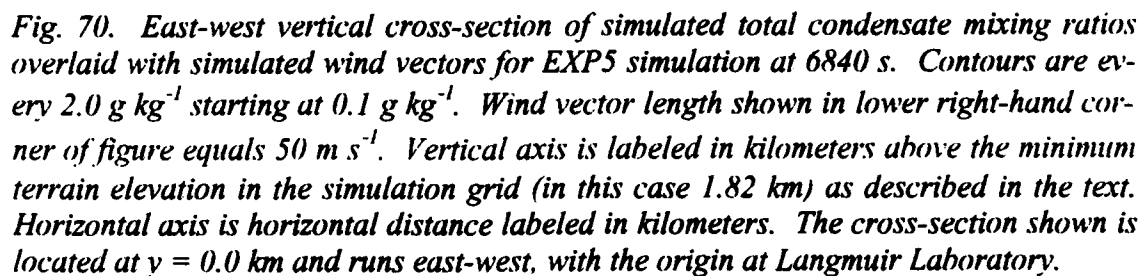 Fig. 70. East-west vertical cross-section of simulated total condensate mixing ratios
overlaid with simulated wind vectors for EXP5 simulation at 6840 s. Contours are ev-
ery 2.0 g kg⁻¹ starting at 0.1 g kg⁻¹. Wind vector length shown in lower right-hand cor-
ner of figure equals 50 m s⁻¹. Vertical axis is labeled in kilometers above the minimum
terrain elevation in the simulation grid (in this case 1.82 km) as described in the text.
Horizontal axis is horizontal distance labeled in kilometers. The cross-section shown is
located at y = 0.0 km and runs east-west, with the origin at Langmuir Laboratory.